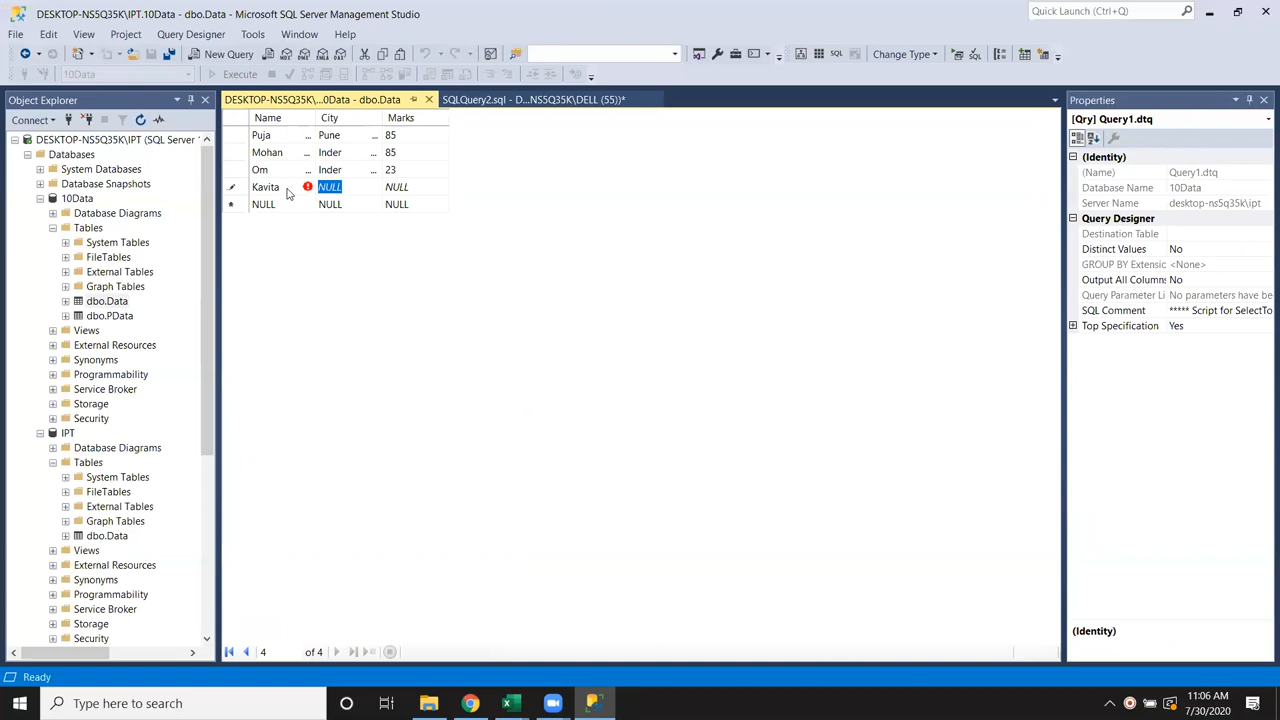 DESKTOP-NS5Q35K\IPT.10Data - dbo.Data - Microsoft SQL Server Management Studio
Quick Launch (Ctrl+Q)
File Edit View Project Query Designer Tools Window Help
New Query
Change Type
10Data
Execute
Object Explorer
DESKTOP-NS5Q35K\...0Data - dbo.Data
SQLQuery2.sql - D...NS5Q35K\DELL (55))*
Properties
Connect
DESKTOP-NS5Q35K\IPT (SQL Server
Databases
System Databases
Database Snapshots
10Data
Database Diagrams
Tables
System Tables
FileTables
External Tables
Graph Tables
dbo.Data
dbo.PData
Views
External Resources
Synonyms
Programmability
Service Broker
Storage
Security
IPT
Database Diagrams
Tables
System Tables
FileTables
External Tables
Graph Tables
dbo.Data
Views
External Resources
Synonyms
Programmability
Service Broker
Storage
Security
Name City Marks
Puja ... Pune ... 85
Mohan ... Inder ... 85
Om ... Inder ... 23
Kavita NULL NULL
NULL NULL NULL
4 of 4
[Qry] Query1.dtq
(Identity)
(Name) Query1.dtq
Database Name 10Data
Server Name desktop-ns5q35k\ipt
Query Designer
Destination Table
Distinct Values No
GROUP BY Extensic <None>
Output All Column: No
Query Parameter Li No parameters have be
SQL Comment ***** Script for SelectTo
Top Specification Yes
(Identity)
Ready
Type here to search
11:06 AM
7/30/2020